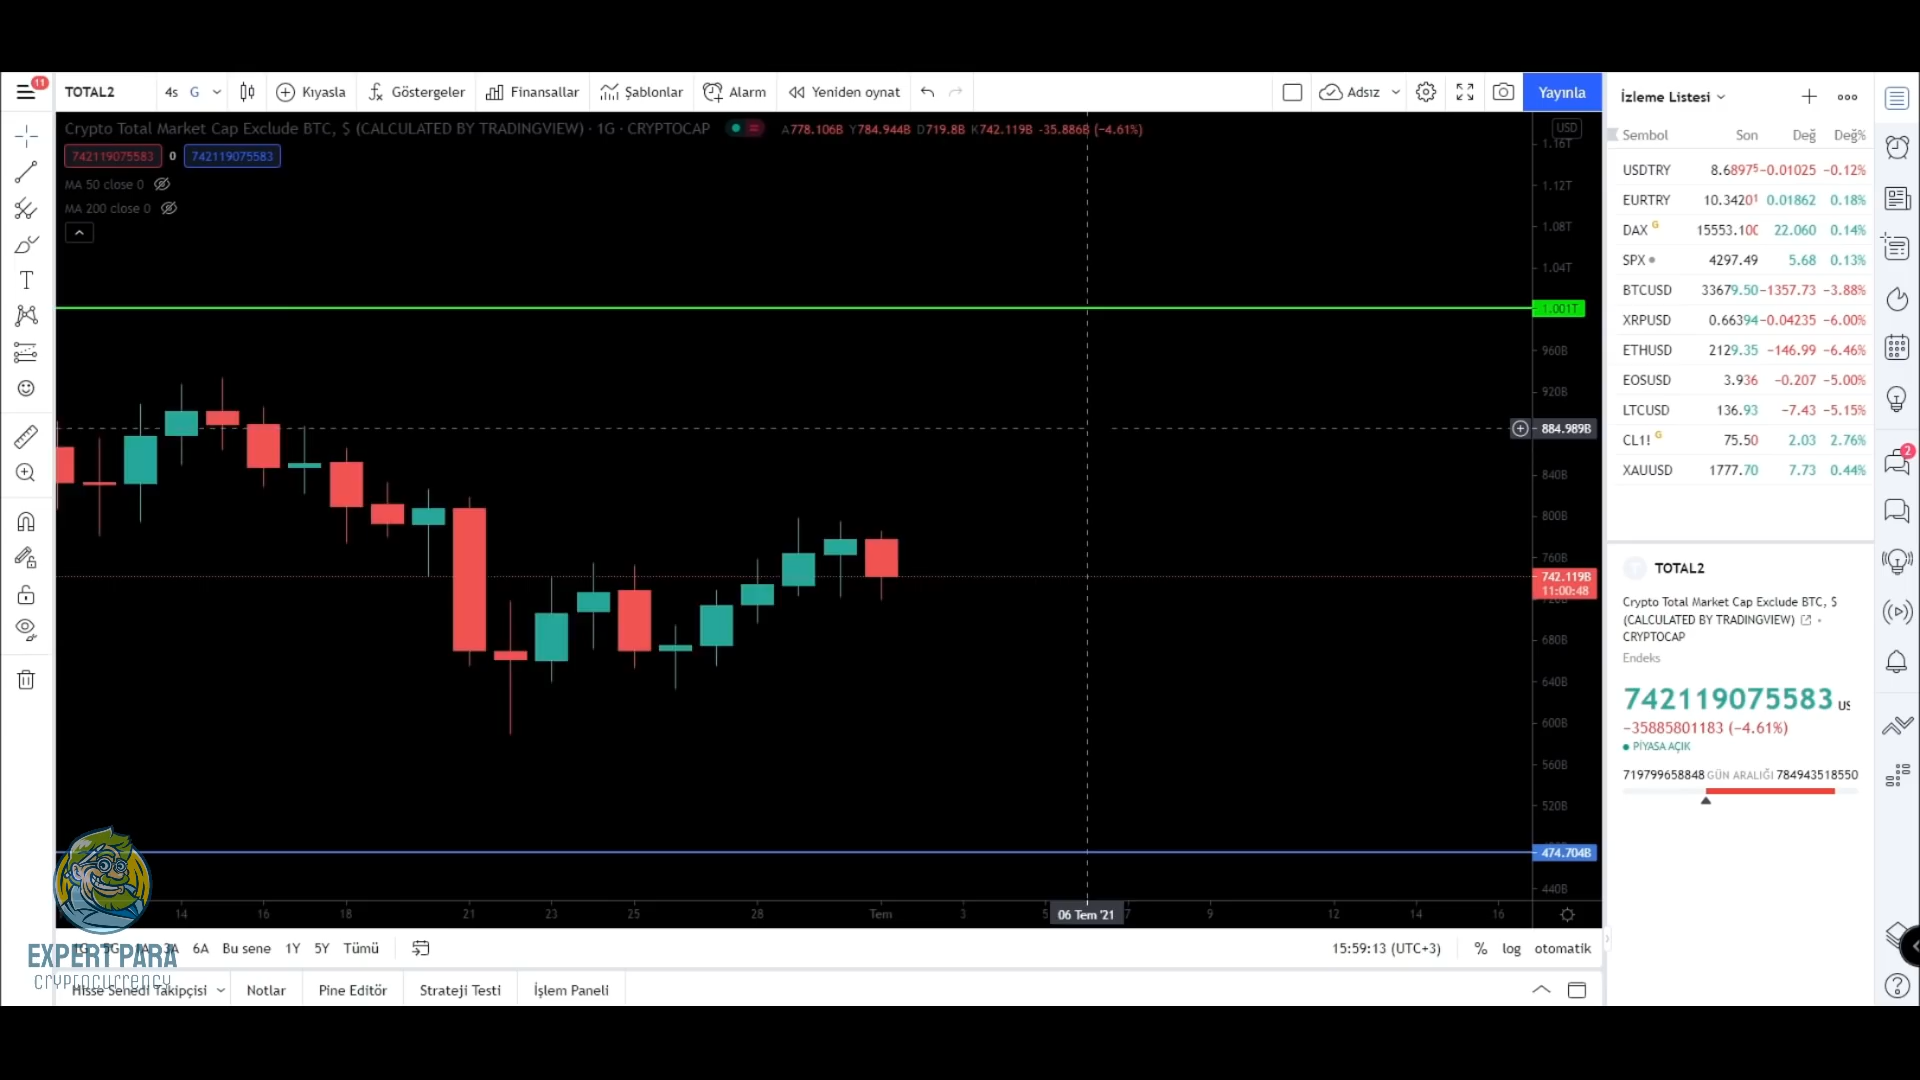 11
TOTAL2 4s G Kıyasla Göstergeler Finansallar Şablonlar Alarm Yeniden oynat Adsız Yayınla
Crypto Total Market Cap Exclude BTC, $ (CALCULATED BY TRADINGVIEW) · 1G · CRYPTOCAP A778.106B Y784.944B D719.8B K742.119B -35.886B (−4.61%)
742119075583 0 742119075583
MA 50 close 0
MA 200 close 0
USD
1.16T
1.12T
1.08T
1.04T
1.001T
960B
920B
884.989B
840B
800B
760B
742.119B
11:00:48
680B
640B
600B
560B
520B
474.704B
440B
14 16 18 21 23 25 28 Tem 3 5 06 Tem '21 7 9 12 14 16
6A Bu sene 1Y 5Y Tümü 15:59:13 (UTC+3) % log otomatik
EXPERT PARA
cryptocurrency
Hisse Senedi Takipçisi Notlar Pine Editör Strateji Testi İşlem Paneli
İzleme Listesi
Sembol Son Değ Değ%
USDTRY 8.68975 −0.01025 −0.12%
EURTRY 10.34201 0.01862 0.18%
DAX G 15553.100 22.060 0.14%
SPX 4297.49 5.68 0.13%
BTCUSD 33679.50 −1357.73 −3.88%
XRPUSD 0.66394 −0.04235 −6.00%
ETHUSD 2129.35 −146.99 −6.46%
EOSUSD 3.936 −0.207 −5.00%
LTCUSD 136.93 −7.43 −5.15%
CL1! G 75.50 2.03 2.76%
XAUUSD 1777.70 7.73 0.44%
TOTAL2
Crypto Total Market Cap Exclude BTC, $
(CALCULATED BY TRADINGVIEW) •
CRYPTOCAP
Endeks
742119075583 US
−35885801183 (−4.61%)
PİYASA AÇIK
719799658848 GÜN ARALIĞI 784943518550
2